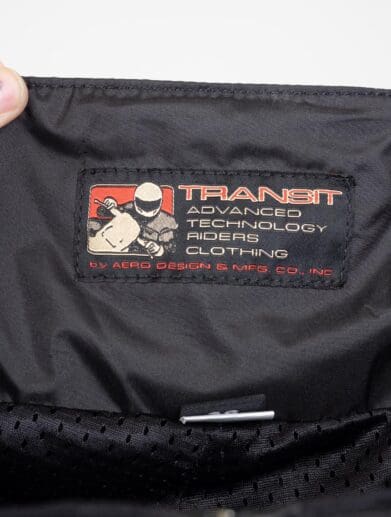 TRANSIT
ADVANCED
TECHNOLOGY
RIDERS
CLOTHING
by AERO DESIGN & MFG. CO., INC